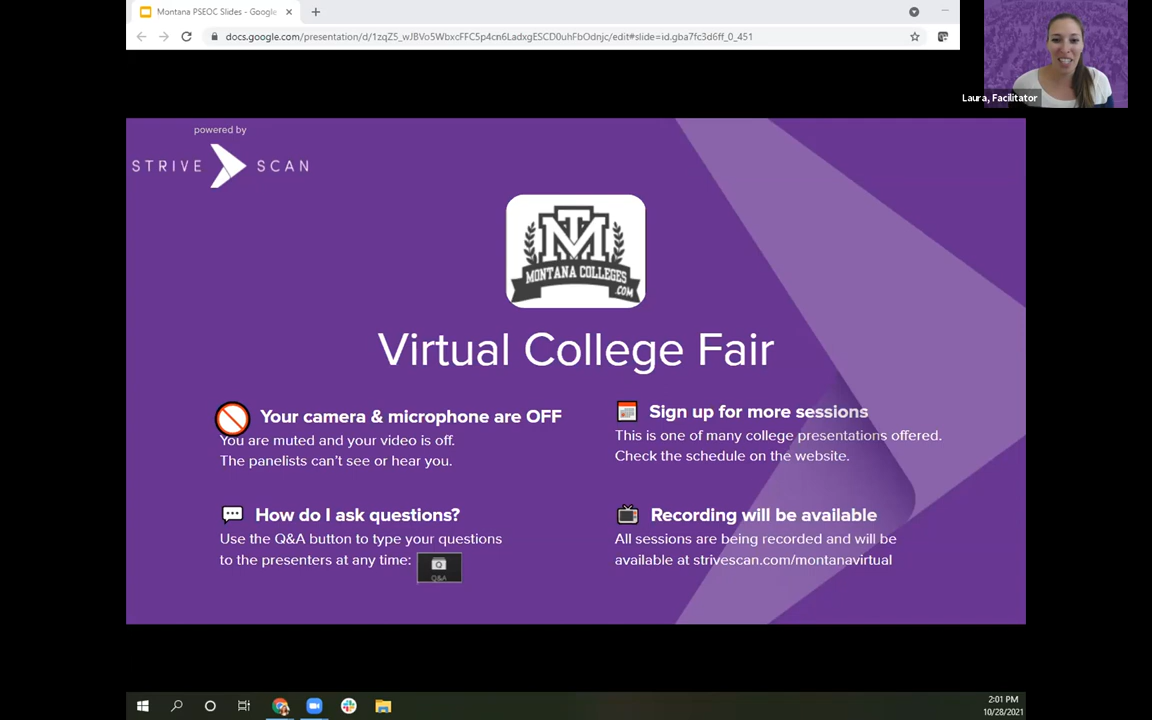 Montana PSEOC Slides - Google
docs.google.com/presentation/d/1zqZ5_wJBVo5WbxcFFC5p4cn6LadxgESCD0uhFbOdnjc/edit#slide=id.gba7fc3d6ff_0_451
Laura, Facilitator
powered by
STRIVE SCAN
MT
MONTANA COLLEGES
.COM
Virtual College Fair
Your camera & microphone are OFF
You are muted and your video is off.
The panelists can't see or hear you.
Sign up for more sessions
This is one of many college presentations offered.
Check the schedule on the website.
How do I ask questions?
Use the Q&A button to type your questions
to the presenters at any time:
Q&A
Recording will be available
All sessions are being recorded and will be
available at strivescan.com/montanavirtual
2:01 PM
10/28/2021